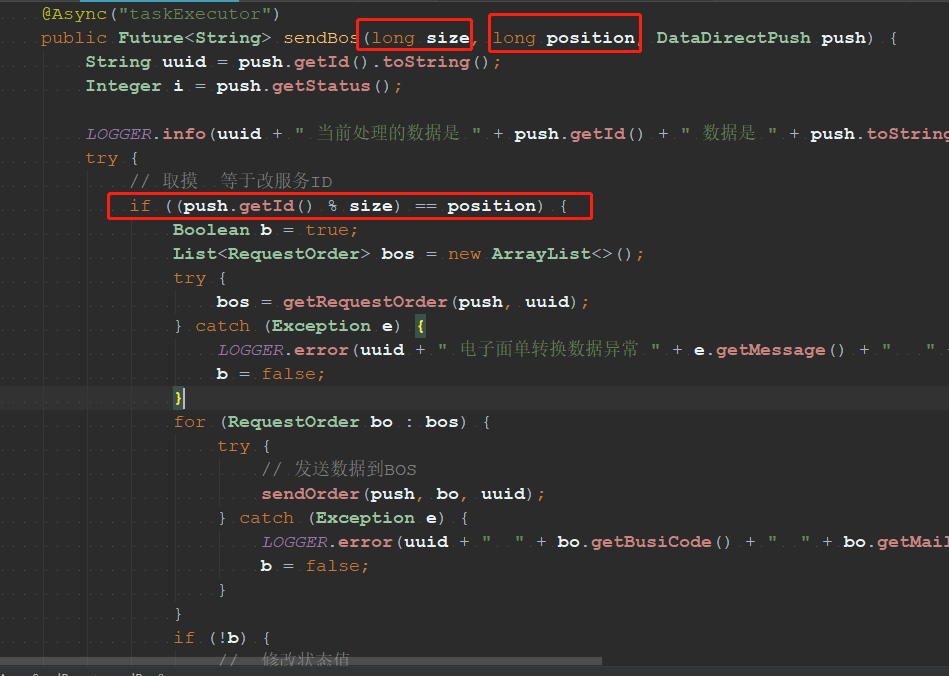 @Async("taskExecutor")
public Future<String> sendBos(long size, long position, DataDirectPush push) {
String uuid = push.getId().toString();
Integer i = push.getStatus();
LOGGER.info(uuid + " 当前处理的数据是 " + push.getId() + " 数据是 " + push.toString
try {
// 取摸 等于改服务ID
if ((push.getId() % size) == position) {
Boolean b = true;
List<RequestOrder> bos = new ArrayList<>();
try {
bos = getRequestOrder(push, uuid);
} catch (Exception e) {
LOGGER.error(uuid + " 电子面单转换数据异常 " + e.getMessage() + "   " +
b = false;
}
for (RequestOrder bo : bos) {
try {
// 发送数据到BOS
sendOrder(push, bo, uuid);
} catch (Exception e) {
LOGGER.error(uuid + "  " + bo.getBusiCode() + "  " + bo.getMail
b = false;
}
}
if (!b) {
// 修改状态值